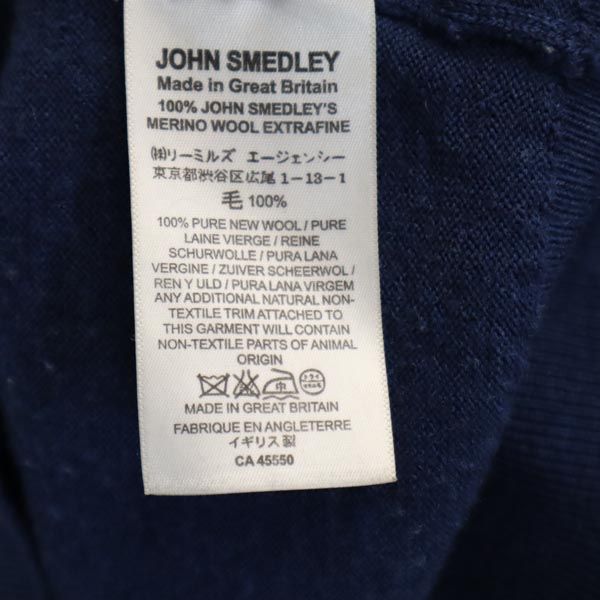 JOHN SMEDLEY
Made in Great Britain
100% JOHN SMEDLEY'S
MERINO WOOL EXTRAFINE
㈱リーミルズ エージェンシー
東京都渋谷区広尾 1-13-1
毛 100%
100% PURE NEW WOOL / PURE
LAINE VIERGE / REINE
SCHURWOLLE / PURA LANA
VERGINE / ZUIVER SCHEERWOL /
REN Y ULD / PURA LANA VIRGEM
ANY ADDITIONAL NATURAL NON-
TEXTILE TRIM ATTACHED TO
THIS GARMENT WILL CONTAIN
NON-TEXTILE PARTS OF ANIMAL
ORIGIN
MADE IN GREAT BRITAIN
FABRIQUE EN ANGLETERRE
イギリス製
CA 45550